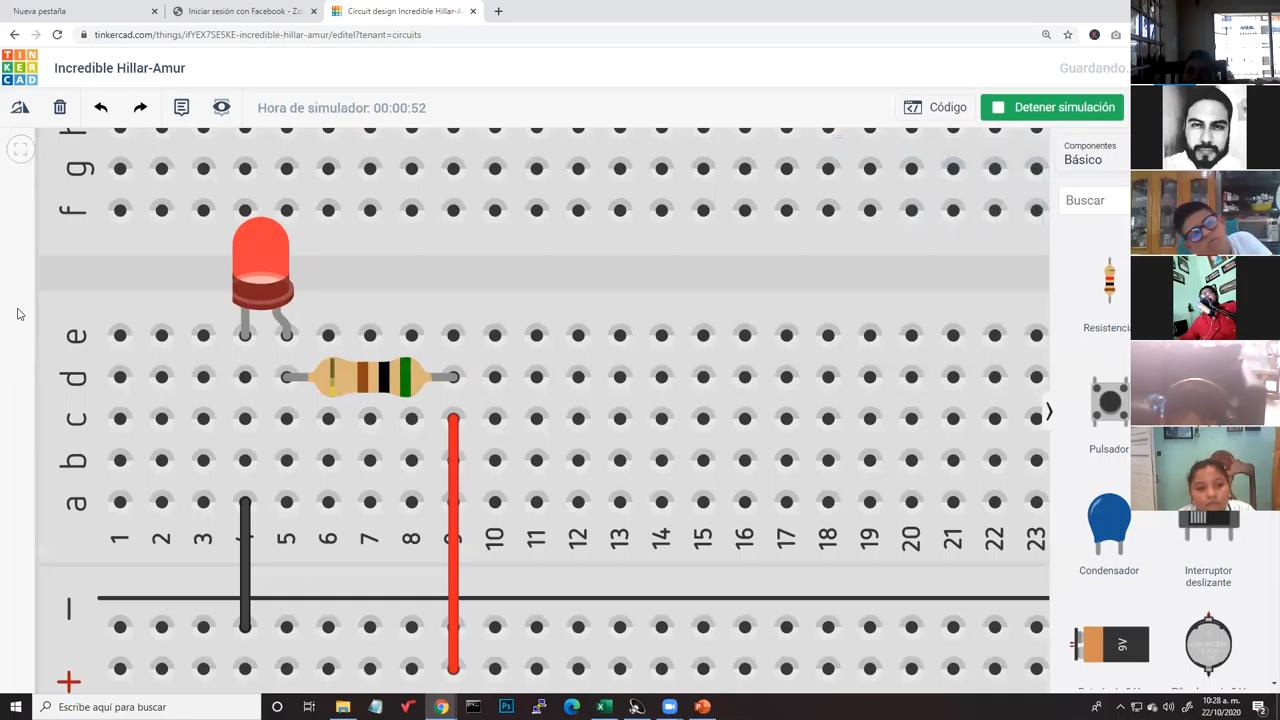 Nueva pestaña
Iniciar sesión con Facebook - Zo
Circuit design Incredible Hillar-A
tinkercad.com/things/ifYEX7SE5KE-incredible-hillar-amur/editel?tenant=circuits
TIN
KER
CAD
Incredible Hillar-Amur
Guardando.
Hora de simulador: 00:00:52
Código
Detener simulación
Componentes
Básico
Buscar
g
f
e
d
c
b
a
Resistencia
Pulsador
Condensador
Interruptor
deslizante
1 2 3 4 5 6 7 8 9 10 11 12 13 14 15 16 17 18 19 20 21 22 23
9V
+
Escribe aquí para buscar
10:28 a. m.
22/10/2020
2